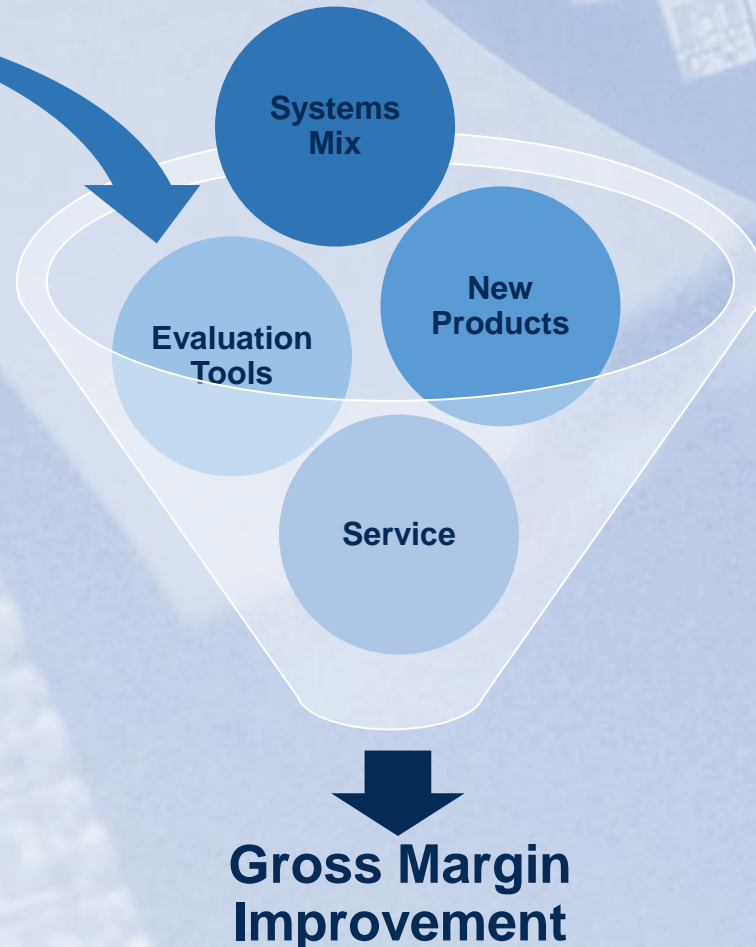 Systems
Mix
New
Products
Evaluation
Tools
Service
Gross Margin
Improvement